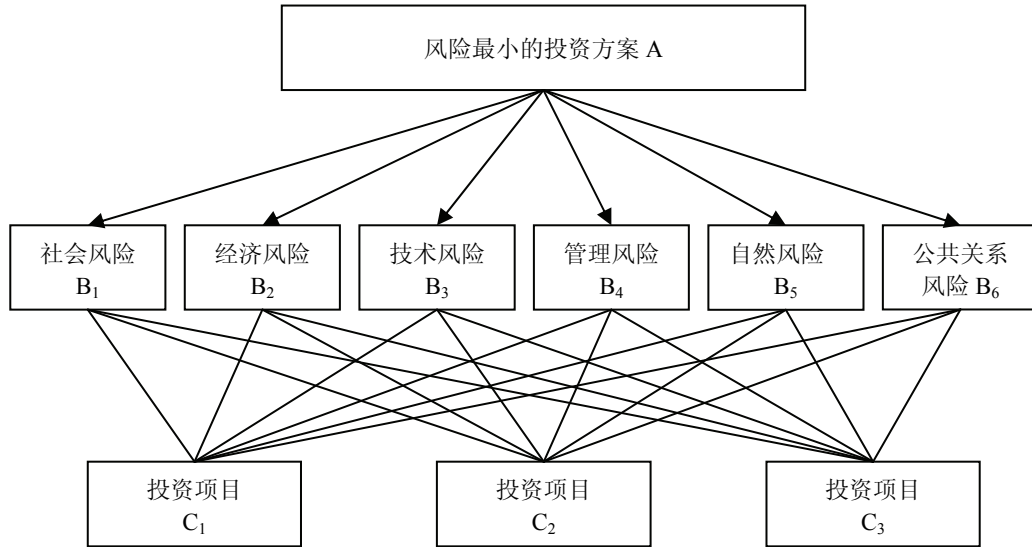 风险最小的投资方案 A
社会风险
B₁
经济风险
B₂
技术风险
B₃
管理风险
B₄
自然风险
B₅
公共关系
风险 B₆
投资项目
C₁
投资项目
C₂
投资项目
C₃